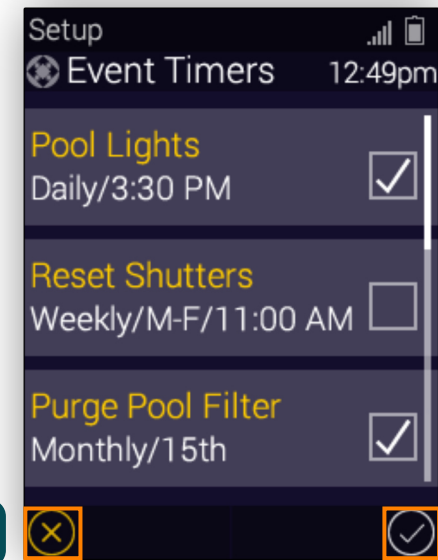 Setup
Event Timers 12:49pm
Pool Lights
Daily/3:30 PM
Reset Shutters
Weekly/M-F/11:00 AM
Purge Pool Filter
Monthly/15th